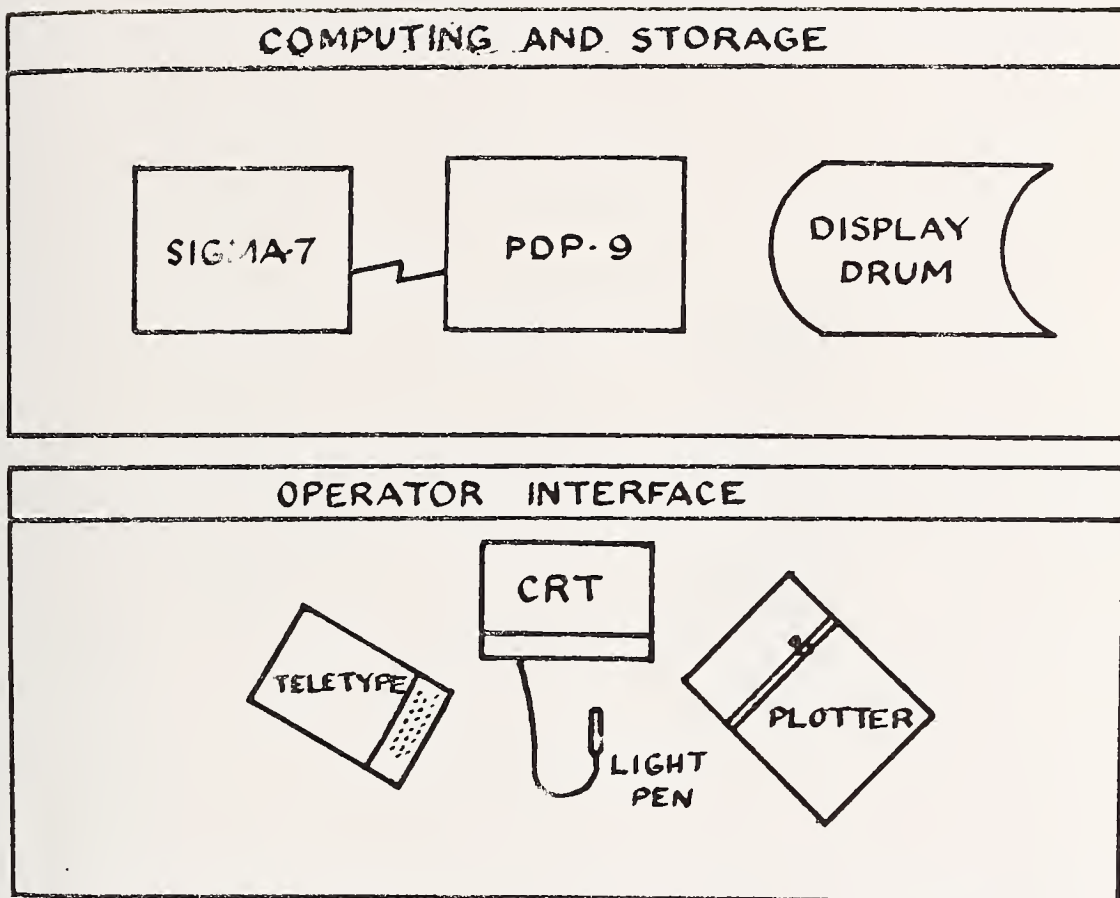 COMPUTING AND STORAGE
SIGMA-7
PDP-9
DISPLAY
DRUM
OPERATOR INTERFACE
CRT
TELETYPE
PLOTTER
LIGHT
PEN